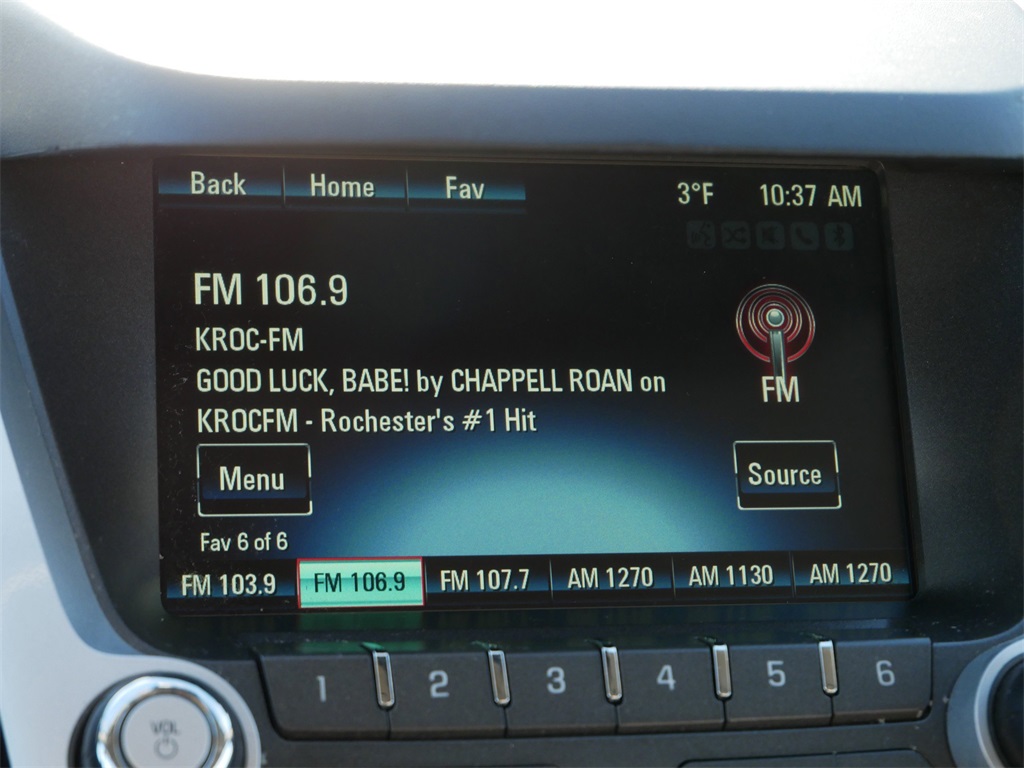 Back Home Fav 3°F 10:37 AM
FM 106.9
KROC-FM
GOOD LUCK, BABE! by CHAPPELL ROAN on
KROCFM - Rochester's #1 Hit
FM
Menu Source
Fav 6 of 6
FM 103.9 FM 106.9 FM 107.7 AM 1270 AM 1130 AM 1270
1 2 3 4 5 6
VOL